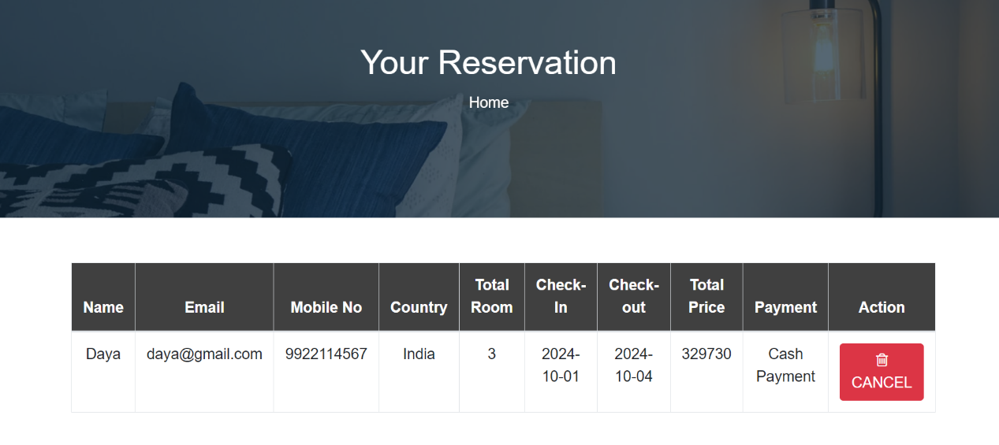 Your Reservation
Home
Name Email Mobile No Country Total Room Check-In Check-out Total Price Payment Action
Daya daya@gmail.com 9922114567 India 3 2024-10-01 2024-10-04 329730 Cash Payment CANCEL